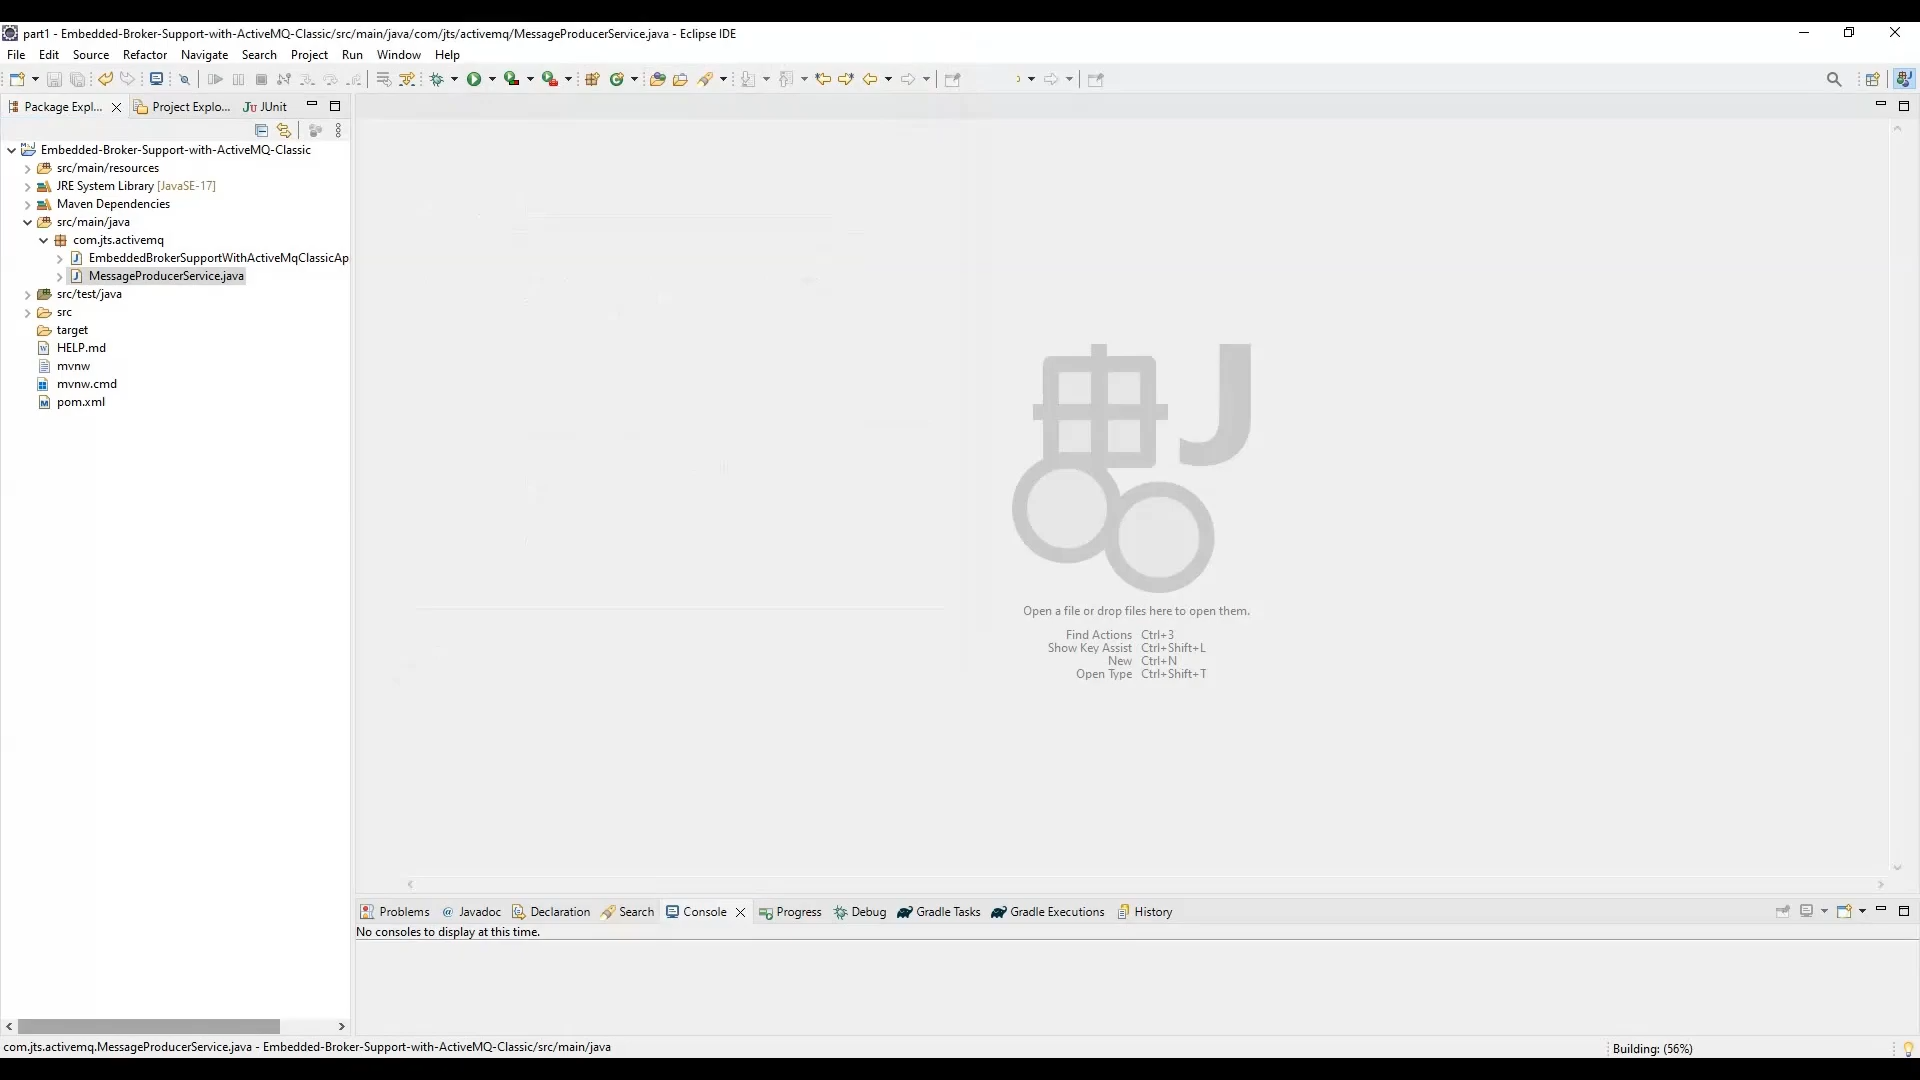 part1 - Embedded-Broker-Support-with-ActiveMQ-Classic/src/main/java/com/jts/activemq/MessageProducerService.java - Eclipse IDE
File Edit Source Refactor Navigate Search Project Run Window Help
Package Expl... Project Explo... JUnit
Embedded-Broker-Support-with-ActiveMQ-Classic
src/main/resources
JRE System Library [JavaSE-17]
Maven Dependencies
src/main/java
com.jts.activemq
EmbeddedBrokerSupportWithActiveMqClassicAp
MessageProducerService.java
src/test/java
src
target
HELP.md
mvnw
mvnw.cmd
pom.xml
Open a file or drop files here to open them.
Find Actions Ctrl+3
Show Key Assist Ctrl+Shift+L
New Ctrl+N
Open Type Ctrl+Shift+T
Problems Javadoc Declaration Search Console Progress Debug Gradle Tasks Gradle Executions History
No consoles to display at this time.
com.jts.activemq.MessageProducerService.java - Embedded-Broker-Support-with-ActiveMQ-Classic/src/main/java
Building: (56%)